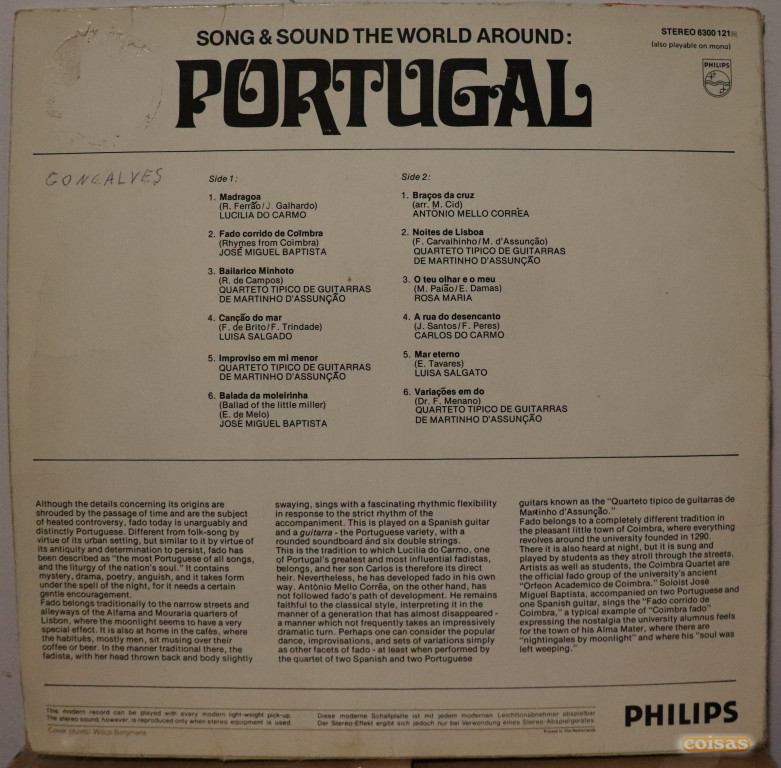 SONG & SOUND THE WORLD AROUND:
PORTUGAL
STEREO 6300 121
(also playable on mono)
PHILIPS
GONCALVES
Side 1:
1. Madragoa
(R. Ferrão/J. Galhardo)
LUCILIA DO CARMO
2. Fado corrido de Coïmbra
(Rhymes from Coïmbra)
JOSÉ MIGUEL BAPTISTA
3. Bailarico Minhoto
(R. de Campos)
QUARTETO TIPICO DE GUITARRAS
DE MARTINHO D'ASSUNÇÃO
4. Canção do mar
(F. de Brito/F. Trindade)
LUISA SALGADO
5. Improviso em mi menor
QUARTETO TIPICO DE GUITARRAS
DE MARTINHO D'ASSUNÇÃO
6. Balada da moleirinha
(Ballad of the little miller)
(E. de Melo)
JOSÉ MIGUEL BAPTISTA
Side 2:
1. Braços da cruz
(arr. M. Cid)
ANTONIO MELLO CORREA
2. Noites de Lisboa
(F. Carvalhinho/M. d'Assunção)
QUARTETO TIPICO DE GUITARRAS
DE MARTINHO D'ASSUNÇÃO
3. O teu olhar e o meu
(M. Paião/E. Damas)
ROSA MARIA
4. A rua do desencanto
(J. Santos/F. Peres)
CARLOS DO CARMO
5. Mar eterno
(E. Tavares)
LUISA SALGATO
6. Variações em do
(Dr. F. Menano)
QUARTETO TIPICO DE GUITARRAS
DE MARTINHO D'ASSUNÇÃO
Although the details concerning its origins are
shrouded by the passage of time and are the subject
of heated controversy, fado today is unarguably and
distinctly Portuguese. Different from folk-song by
virtue of its urban setting, but similar to it by virtue of
its antiquity and determination to persist, fado has
been described as "the most Portuguese of all songs,
and the liturgy of the nation's soul." It contains
mystery, drama, poetry, anguish, and it takes form
under the spell of the night, for it needs a certain
gentle encouragement.
Fado belongs traditionally to the narrow streets and
alleyways of the Alfama and Mouraria quarters of
Lisbon, where the moonlight seems to have a very
special effect. It is also at home in the cafés, where
the habitués, mostly men, sit musing over their
coffee or beer. In the manner traditional there, the
fadista, with her head thrown back and body slightly
swaying, sings with a fascinating rhythmic flexibility
in response to the strict rhythm of the
accompaniment. This is played on a Spanish guitar
and a guitarra - the Portuguese variety, with a
rounded soundboard and six double strings.
This is the tradition to which Lucilia do Carmo, one
of Portugal's greatest and most influential fadistas,
belongs, and her son Carlos is therefore its direct
heir. Nevertheless, he has developed fado in his own
way. Antônio Mello Corrêa, on the other hand, has
not followed fado's path of development. He remains
faithful to the classical style, interpreting it in the
manner of a generation that has almost disappeared -
a manner which not frequently takes an impressively
dramatic turn. Perhaps one can consider the popular
dance, improvisations, and sets of variations simply
as other facets of fado - at least when performed by
the quartet of two Spanish and two Portuguese
guitars known as the "Quarteto tipico de guitarras de
Martinho d'Assunção."
Fado belongs to a completely different tradition in
the pleasant little town of Coimbra, where everything
revolves around the university founded in 1290.
There it is also heard at night, but it is sung and
played by students as they stroll through the streets.
Artists as well as students, the Coimbra Quartet are
the official fado group of the university's ancient
"Orfeon Academico de Coimbra." Soloist José
Miguel Baptista, accompanied on two Portuguese and
one Spanish guitar, sings the "Fado corrido de
Coimbra," a typical example of "Coimbra fado"
expressing the nostalgia the university alumnus feels
for the town of his Alma Mater, where there are
"nightingales by moonlight" and where his "soul was
left weeping."
This modern record can be played with every modern light-weight pick-up.
The stereo sound, however, is reproduced only when stereo equipment is used.
Cover photo:
Diese moderne Schallplatte ist mit jedem modernen Leichttonabnehmer abspielbar
Der Stereo-Effekt ergibt sich jedoch nur bei Verwendung eines Stereo-Abspielgerätes.
Printed in The Netherlands
PHILIPS
coisas